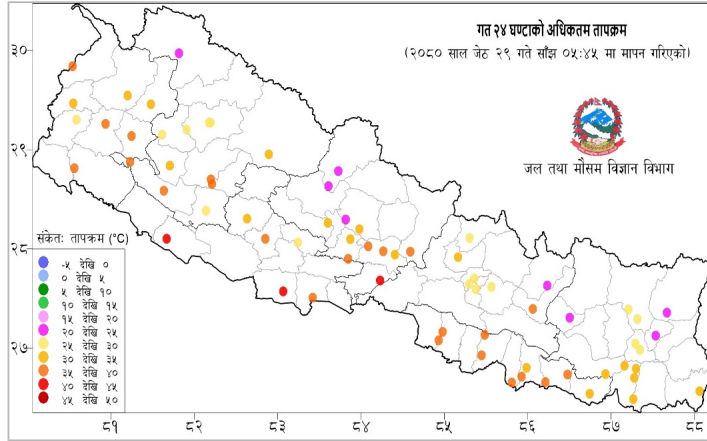 गत २४ घण्टाको अधिकतम तापक्रम
(२०८० साल जेठ २९ गते साँझ ०५:४५ मा मापन गरिएको)
जल तथा मौसम विज्ञान विभाग
३०
२९
२८
२७
संकेतः तापक्रम (°C)
-५ देखि ०
० देखि ५
५ देखि १०
१० देखि १५
१५ देखि २०
२० देखि २५
२५ देखि ३०
३० देखि ३५
३५ देखि ४०
४० देखि ४५
४५ देखि ५०
८१ ८२ ८३ ८४ ८५ ८६ ८७ ८८